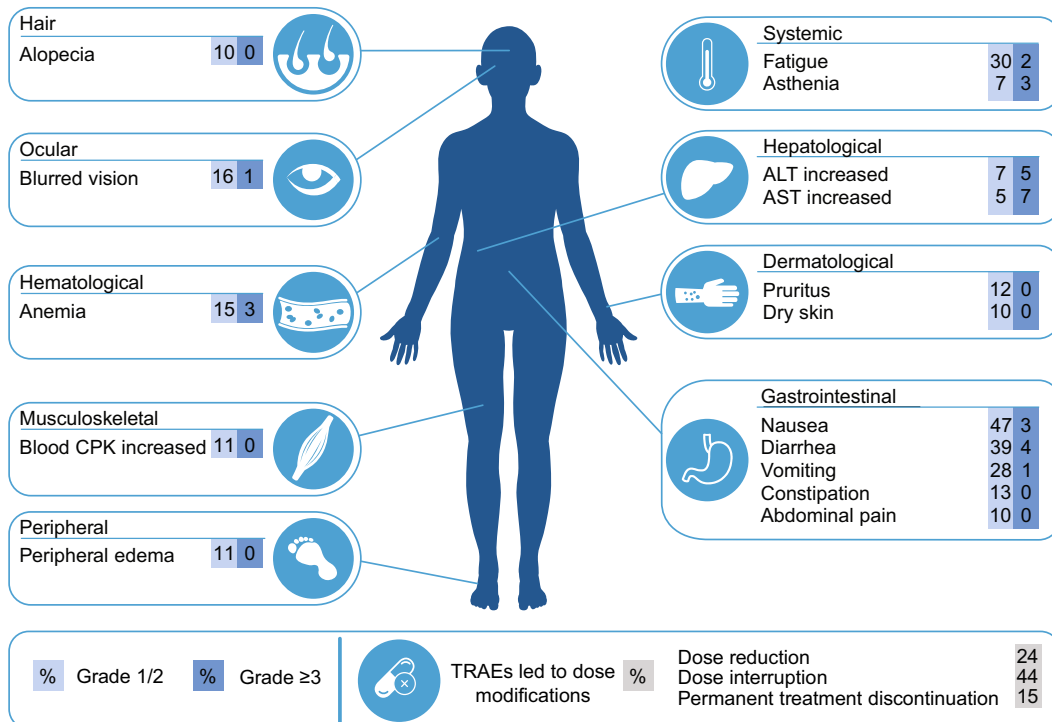 Hair
Alopecia 10 0
Ocular
Blurred vision 16 1
Hematological
Anemia 15 3
Musculoskeletal
Blood CPK increased 11 0
Peripheral
Peripheral edema 11 0
Systemic
Fatigue 30 2
Asthenia 7 3
Hepatological
ALT increased 7 5
AST increased 5 7
Dermatological
Pruritus 12 0
Dry skin 10 0
Gastrointestinal
Nausea 47 3
Diarrhea 39 4
Vomiting 28 1
Constipation 13 0
Abdominal pain 10 0
% Grade 1/2 % Grade ≥3
TRAEs led to dose
modifications
%
Dose reduction 24
Dose interruption 44
Permanent treatment discontinuation 15